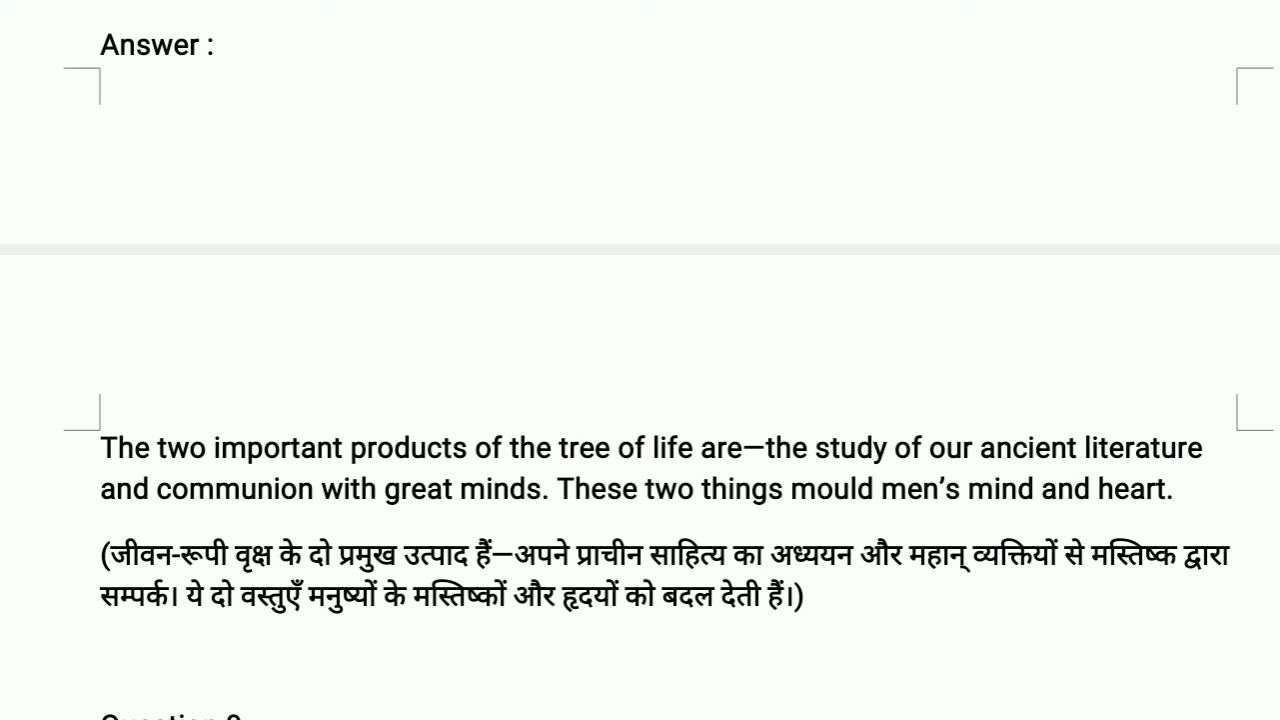 Answer :
The two important products of the tree of life are—the study of our ancient literature
and communion with great minds. These two things mould men’s mind and heart.
(जीवन-रूपी वृक्ष के दो प्रमुख उत्पाद हैं—अपने प्राचीन साहित्य का अध्ययन और महान् व्यक्तियों से मस्तिष्क द्वारा
सम्पर्क। ये दो वस्तुएँ मनुष्यों के मस्तिष्कों और हृदयों को बदल देती हैं।)